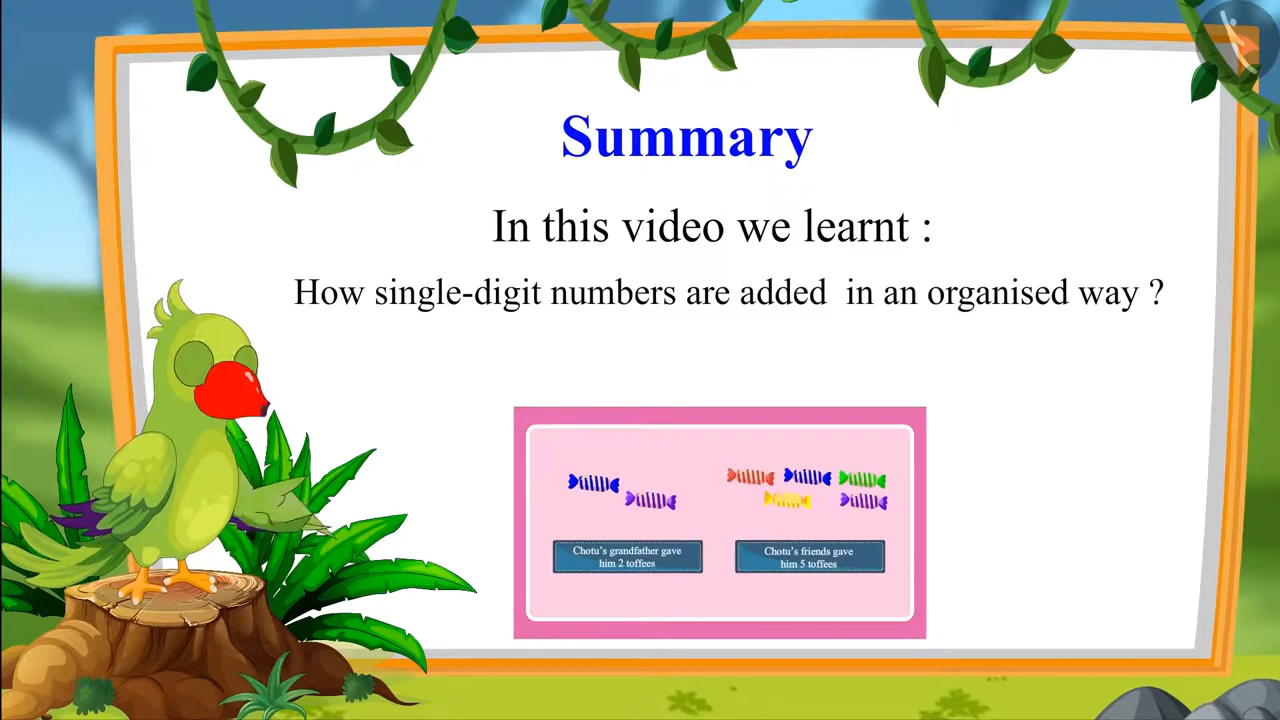 Summary
In this video we learnt :
How single-digit numbers are added in an organised way ?
Chotu's grandfather gave
him 2 toffees
Chotu's friends gave
him 5 toffees